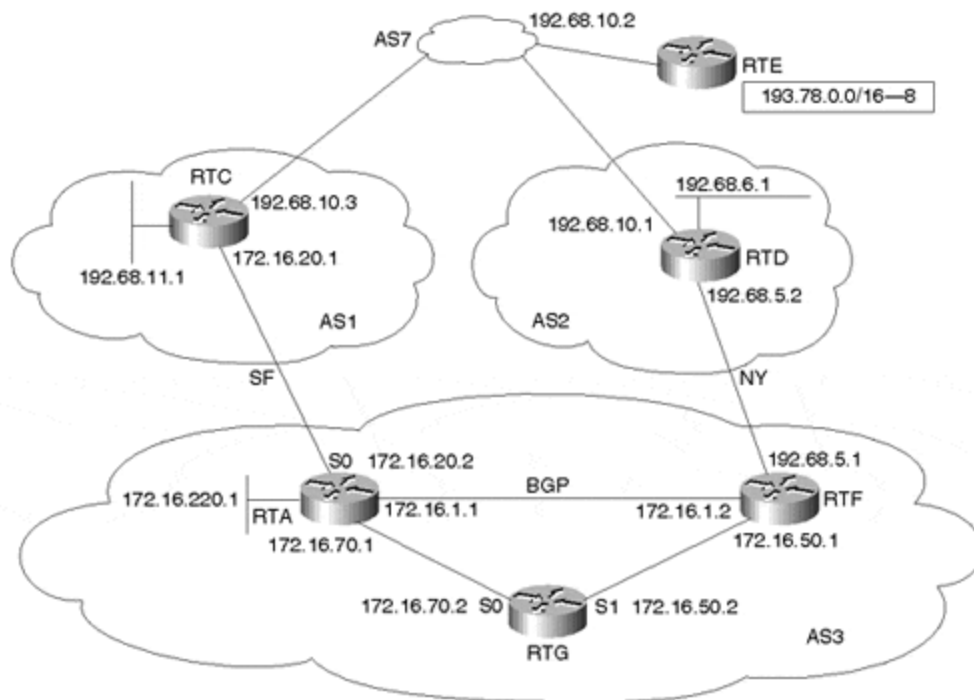 192.68.10.2
AS7
RTE
193.78.0.0/16—8
RTC
192.68.10.3
172.16.20.1
192.68.11.1
AS1
192.68.6.1
192.68.10.1
RTD
192.68.5.2
AS2
SF
NY
S0 172.16.20.2
192.68.5.1
172.16.220.1
RTA
172.16.1.1
BGP
172.16.1.2
RTF
172.16.70.1
172.16.50.1
172.16.70.2 S0
S1 172.16.50.2
RTG
AS3